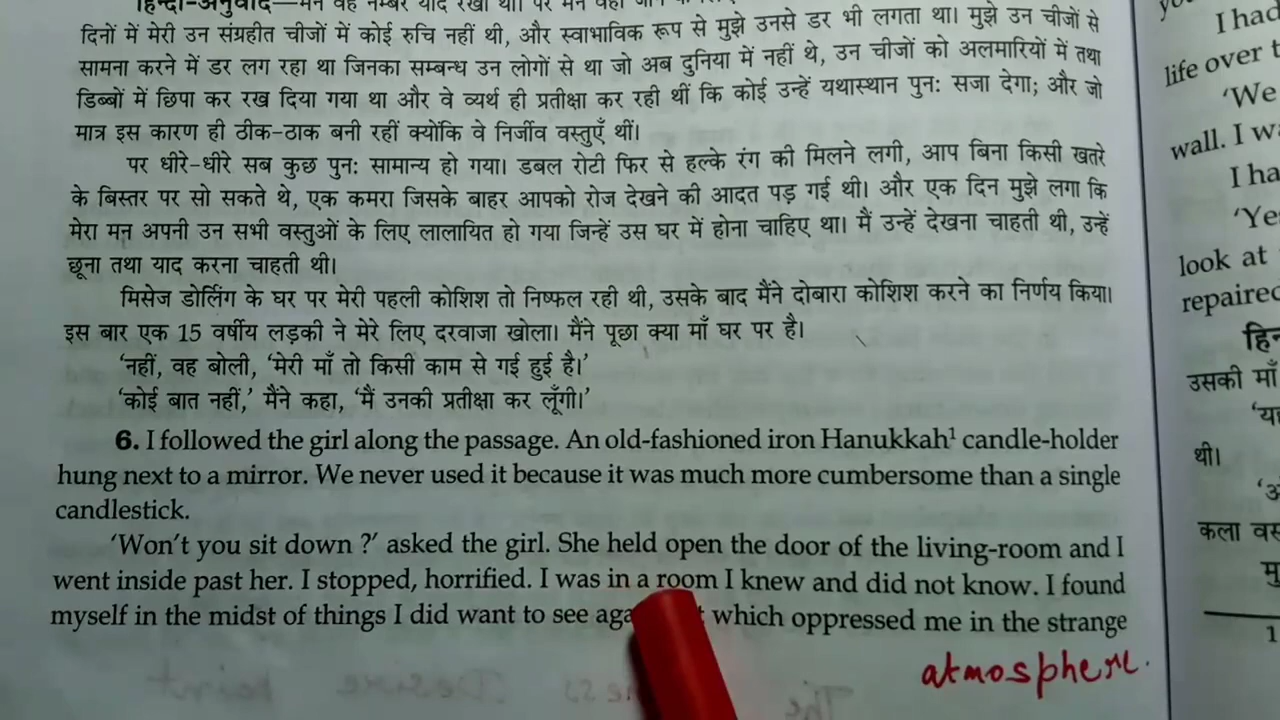 हिन्दी-अनुवाद—मैंने वह नम्बर याद रखा था। पर मैंने वहाँ जाने के लिए
दिनों में मेरी उन संग्रहीत चीजों में कोई रुचि नहीं थी, और स्वाभाविक रूप से मुझे उनसे डर भी लगता था। मुझे उन चीजों से
सामना करने में डर लग रहा था जिनका सम्बन्ध उन लोगों से था जो अब दुनिया में नहीं थे, उन चीजों को अलमारियों में तथा
डिब्बों में छिपा कर रख दिया गया था और वे व्यर्थ ही प्रतीक्षा कर रही थीं कि कोई उन्हें यथास्थान पुनः सजा देगा; और जो
मात्र इस कारण ही ठीक-ठाक बनी रहीं क्योंकि वे निर्जीव वस्तुएँ थीं।
पर धीरे-धीरे सब कुछ पुनः सामान्य हो गया। डबल रोटी फिर से हल्के रंग की मिलने लगी, आप बिना किसी खतरे
के बिस्तर पर सो सकते थे, एक कमरा जिसके बाहर आपको रोज देखने की आदत पड़ गई थी। और एक दिन मुझे लगा कि
मेरा मन अपनी उन सभी वस्तुओं के लिए लालायित हो गया जिन्हें उस घर में होना चाहिए था। मैं उन्हें देखना चाहती थी, उन्हें
छूना तथा याद करना चाहती थी।
मिसेज डोर्लिंग के घर पर मेरी पहली कोशिश तो निष्फल रही थी, उसके बाद मैंने दोबारा कोशिश करने का निर्णय किया।
इस बार एक 15 वर्षीय लड़की ने मेरे लिए दरवाजा खोला। मैंने पूछा क्या माँ घर पर है।
‘नहीं, वह बोली, ‘मेरी माँ तो किसी काम से गई हुई है।’
‘कोई बात नहीं,’ मैंने कहा, ‘मैं उनकी प्रतीक्षा कर लूँगी।’
6. I followed the girl along the passage. An old-fashioned iron Hanukkah¹ candle-holder
hung next to a mirror. We never used it because it was much more cumbersome than a single
candlestick.
‘Won’t you sit down ?’ asked the girl. She held open the door of the living-room and I
went inside past her. I stopped, horrified. I was in a room I knew and did not know. I found
myself in the midst of things I did want to see which oppressed me in the strange
atmosphere.
I had
life over
‘We
wall. I
I ha
‘Ye
look at
repaired
उसकी माँ
थी।
कला
1